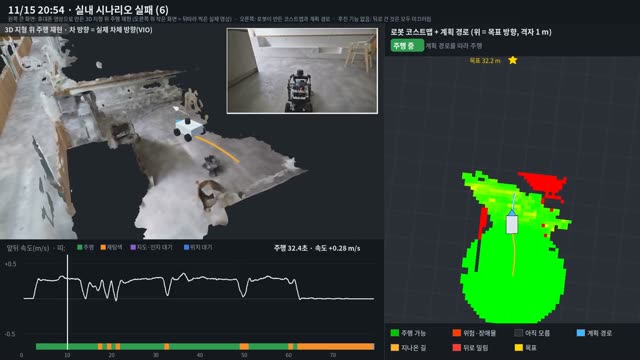 11/15 20:54 · 실내 시나리오 실패 (6)
3D 지형 위 주행 재현 · 차 방향 = 실제 차체 방향(VIO)
로봇 코스트맵 + 계획 경로 (위 = 목표 방향, 격자 1 m)
주행 중 계획 경로를 따라 주행
목표 32.2 m
앞뒤 속도(m/s) · 띠:
주행
재탐색
지도·인지 대기
위치 대기
주행 32.4초 · 속도 +0.28 m/s
+0.5
-0.5
0 10 20 30 40 50 60 70
주행 가능
위험·장애물
아직 모름
계획 경로
지나온 길
뒤로 밀림
목표